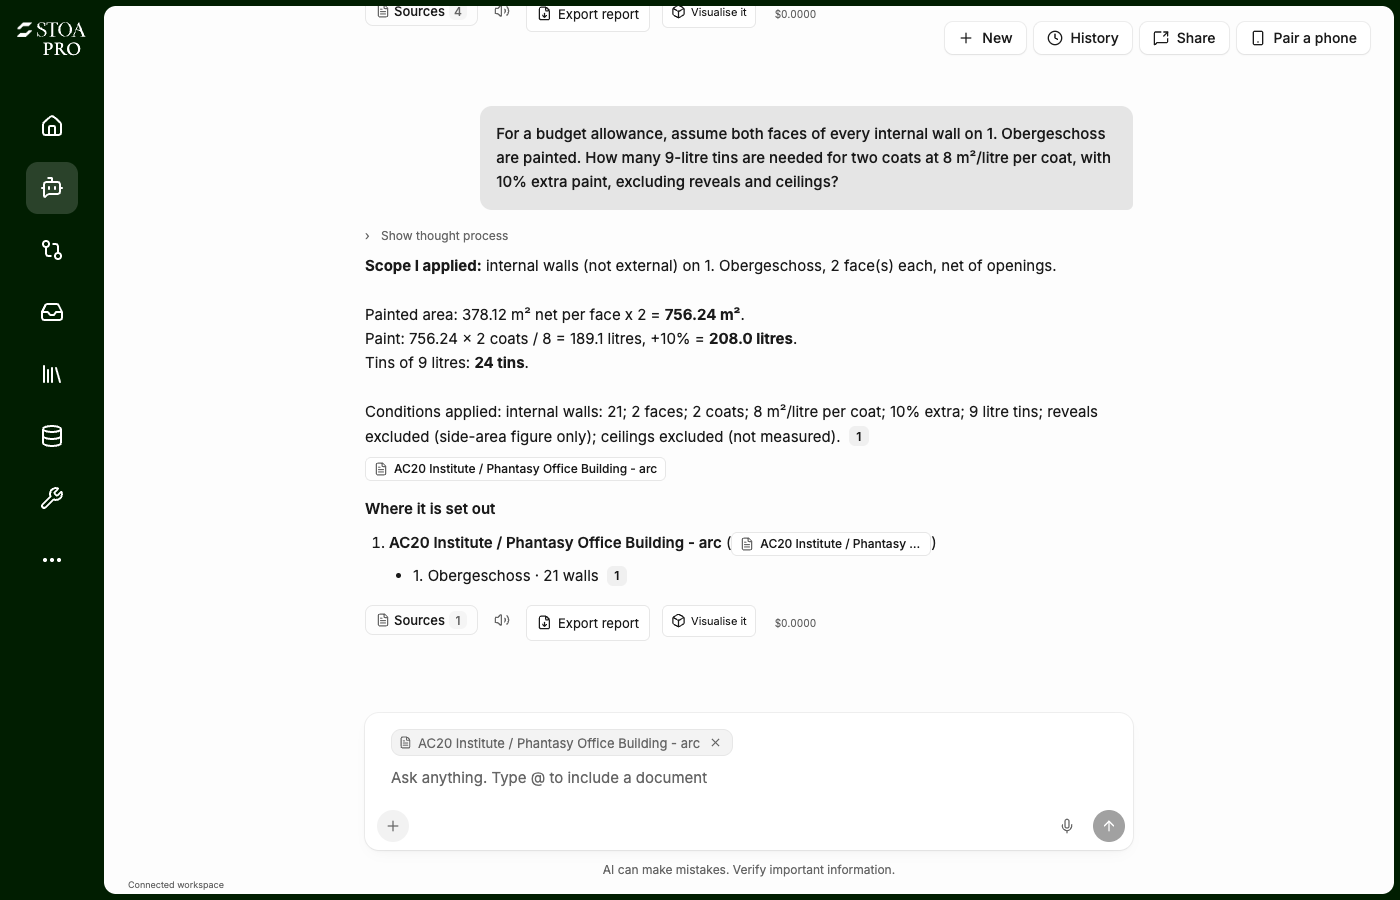 STOA
PRO
Sources 4
Export report
Visualise it
$0.0000
New
History
Share
Pair a phone
For a budget allowance, assume both faces of every internal wall on 1. Obergeschoss
are painted. How many 9-litre tins are needed for two coats at 8 m²/litre per coat, with
10% extra paint, excluding reveals and ceilings?
Show thought process
Scope I applied: internal walls (not external) on 1. Obergeschoss, 2 face(s) each, net of openings.
Painted area: 378.12 m² net per face x 2 = 756.24 m².
Paint: 756.24 × 2 coats / 8 = 189.1 litres, +10% = 208.0 litres.
Tins of 9 litres: 24 tins.
Conditions applied: internal walls: 21; 2 faces; 2 coats; 8 m²/litre per coat; 10% extra; 9 litre tins; reveals
excluded (side-area figure only); ceilings excluded (not measured). 1
AC20 Institute / Phantasy Office Building - arc
Where it is set out
1. AC20 Institute / Phantasy Office Building - arc (AC20 Institute / Phantasy ...)
• 1. Obergeschoss · 21 walls 1
Sources 1
Export report
Visualise it
$0.0000
AC20 Institute / Phantasy Office Building - arc
Ask anything. Type @ to include a document
AI can make mistakes. Verify important information.
Connected workspace